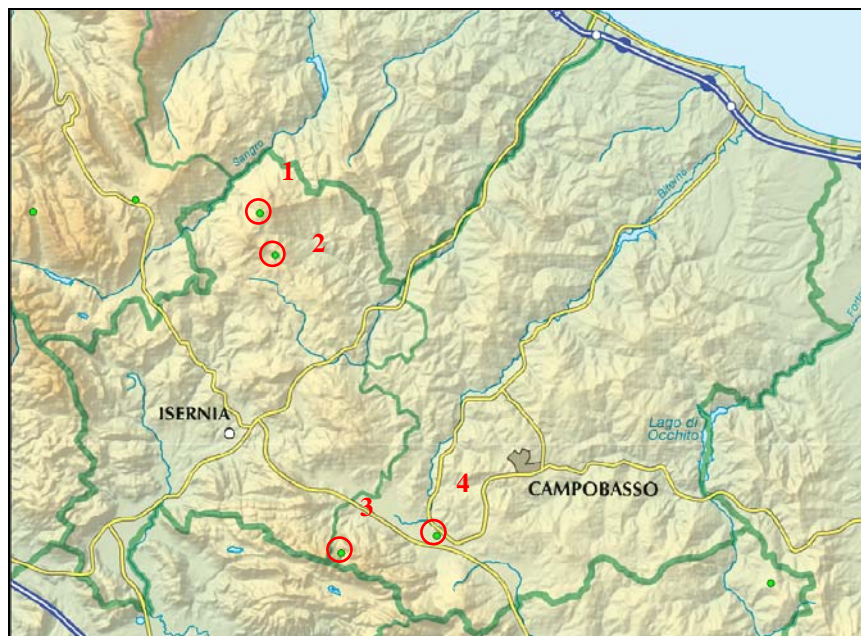 Sangro
1
2
Biferno
ISERNIA
Lago di
Occhito
4
CAMPOBASSO
3